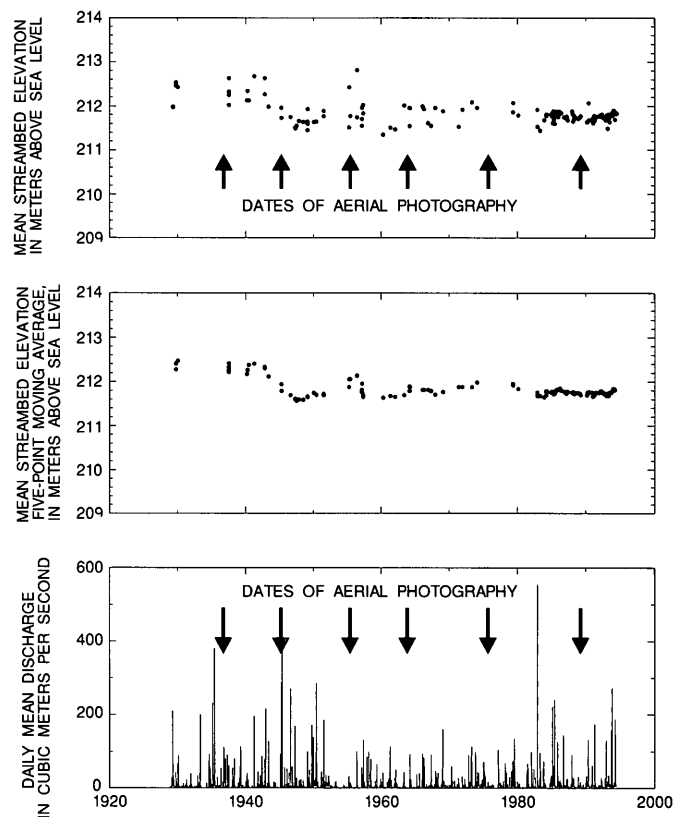 MEAN STREAMBED ELEVATION
IN METERS ABOVE SEA LEVEL
214
213
212
211
210
209
DATES OF AERIAL PHOTOGRAPHY
MEAN STREAMBED ELEVATION
FIVE-POINT MOVING AVERAGE,
IN METERS ABOVE SEA LEVEL
214
213
212
211
210
209
DAILY MEAN DISCHARGE
IN CUBIC METERS PER SECOND
600
400
200
0
DATES OF AERIAL PHOTOGRAPHY
1920
1940
1960
1980
2000